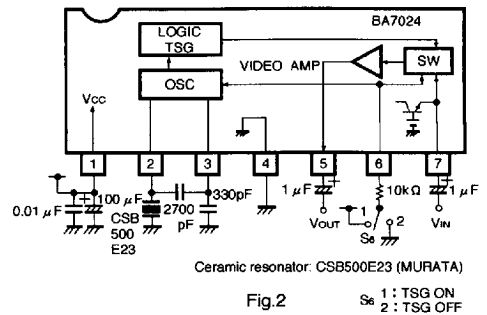 BA7024
LOGIC
TSG
VIDEO AMP
SW
OSC
Vcc
1
2
3
4
5
6
7
0.01 μF
100 μF
CSB
500
E23
2700
pF
330pF
1 μF
10kΩ
1 μF
VOUT
1
2
S6
VIN
Ceramic resonator: CSB500E23 (MURATA)
Fig.2
S6 1 : TSG ON
2 : TSG OFF